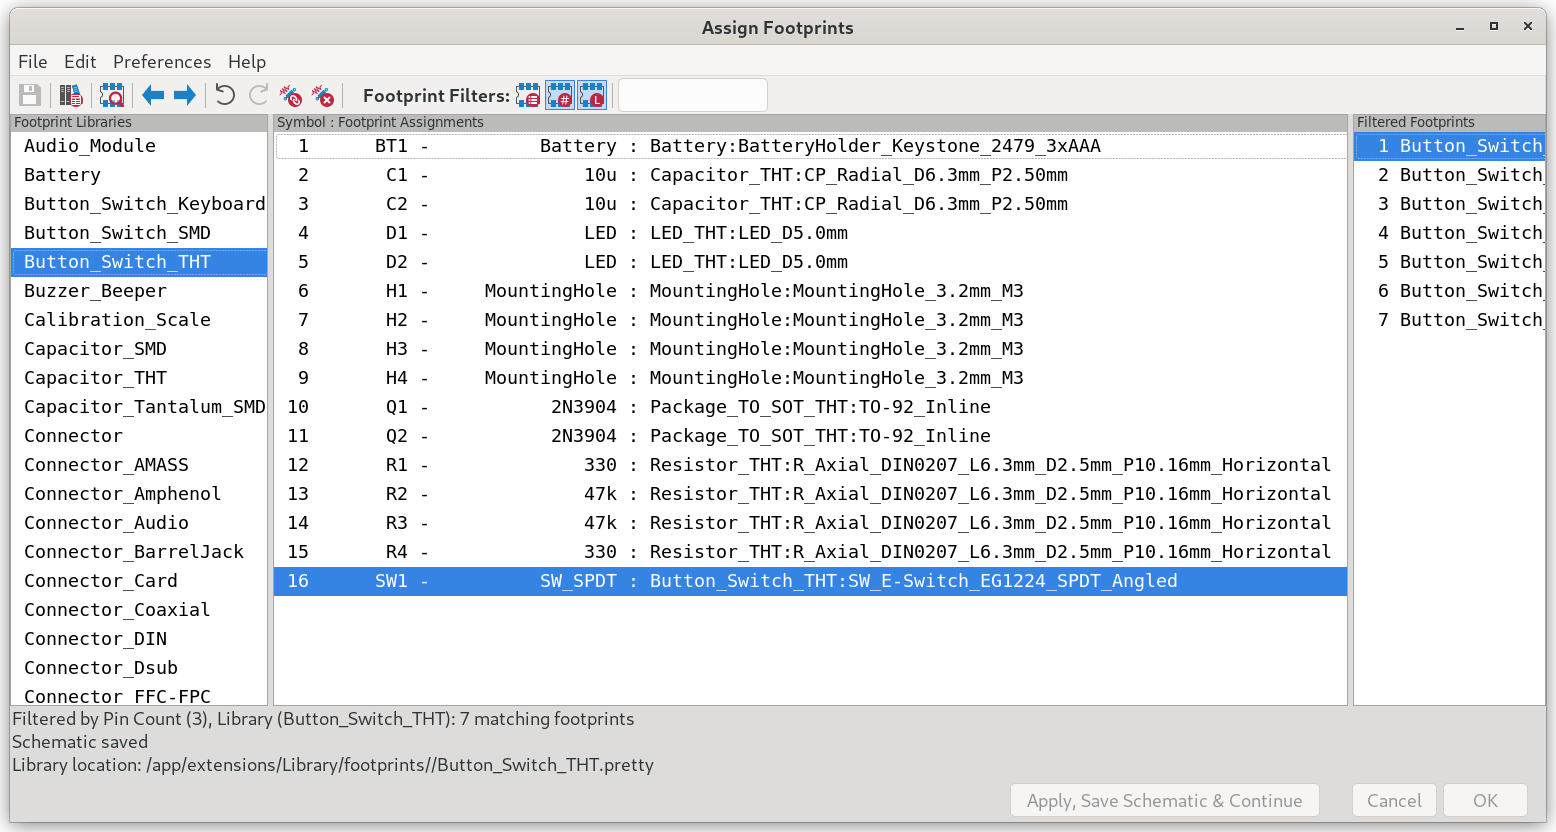 Assign Footprints
File Edit Preferences Help
Footprint Filters:
Footprint Libraries
Audio_Module
Battery
Button_Switch_Keyboard
Button_Switch_SMD
Button_Switch_THT
Buzzer_Beeper
Calibration_Scale
Capacitor_SMD
Capacitor_THT
Capacitor_Tantalum_SMD
Connector
Connector_AMASS
Connector_Amphenol
Connector_Audio
Connector_BarrelJack
Connector_Card
Connector_Coaxial
Connector_DIN
Connector_Dsub
Connector_FFC-FPC
Symbol : Footprint Assignments
1 BT1 - Battery : Battery:BatteryHolder_Keystone_2479_3xAAA
2 C1 - 10u : Capacitor_THT:CP_Radial_D6.3mm_P2.50mm
3 C2 - 10u : Capacitor_THT:CP_Radial_D6.3mm_P2.50mm
4 D1 - LED : LED_THT:LED_D5.0mm
5 D2 - LED : LED_THT:LED_D5.0mm
6 H1 - MountingHole : MountingHole:MountingHole_3.2mm_M3
7 H2 - MountingHole : MountingHole:MountingHole_3.2mm_M3
8 H3 - MountingHole : MountingHole:MountingHole_3.2mm_M3
9 H4 - MountingHole : MountingHole:MountingHole_3.2mm_M3
10 Q1 - 2N3904 : Package_TO_SOT_THT:TO-92_Inline
11 Q2 - 2N3904 : Package_TO_SOT_THT:TO-92_Inline
12 R1 - 330 : Resistor_THT:R_Axial_DIN0207_L6.3mm_D2.5mm_P10.16mm_Horizontal
13 R2 - 47k : Resistor_THT:R_Axial_DIN0207_L6.3mm_D2.5mm_P10.16mm_Horizontal
14 R3 - 47k : Resistor_THT:R_Axial_DIN0207_L6.3mm_D2.5mm_P10.16mm_Horizontal
15 R4 - 330 : Resistor_THT:R_Axial_DIN0207_L6.3mm_D2.5mm_P10.16mm_Horizontal
16 SW1 - SW_SPDT : Button_Switch_THT:SW_E-Switch_EG1224_SPDT_Angled
Filtered Footprints
1 Button_Switch_
2 Button_Switch_
3 Button_Switch_
4 Button_Switch_
5 Button_Switch_
6 Button_Switch_
7 Button_Switch_
Filtered by Pin Count (3), Library (Button_Switch_THT): 7 matching footprints
Schematic saved
Library location: /app/extensions/Library/footprints//Button_Switch_THT.pretty
Apply, Save Schematic & Continue Cancel OK